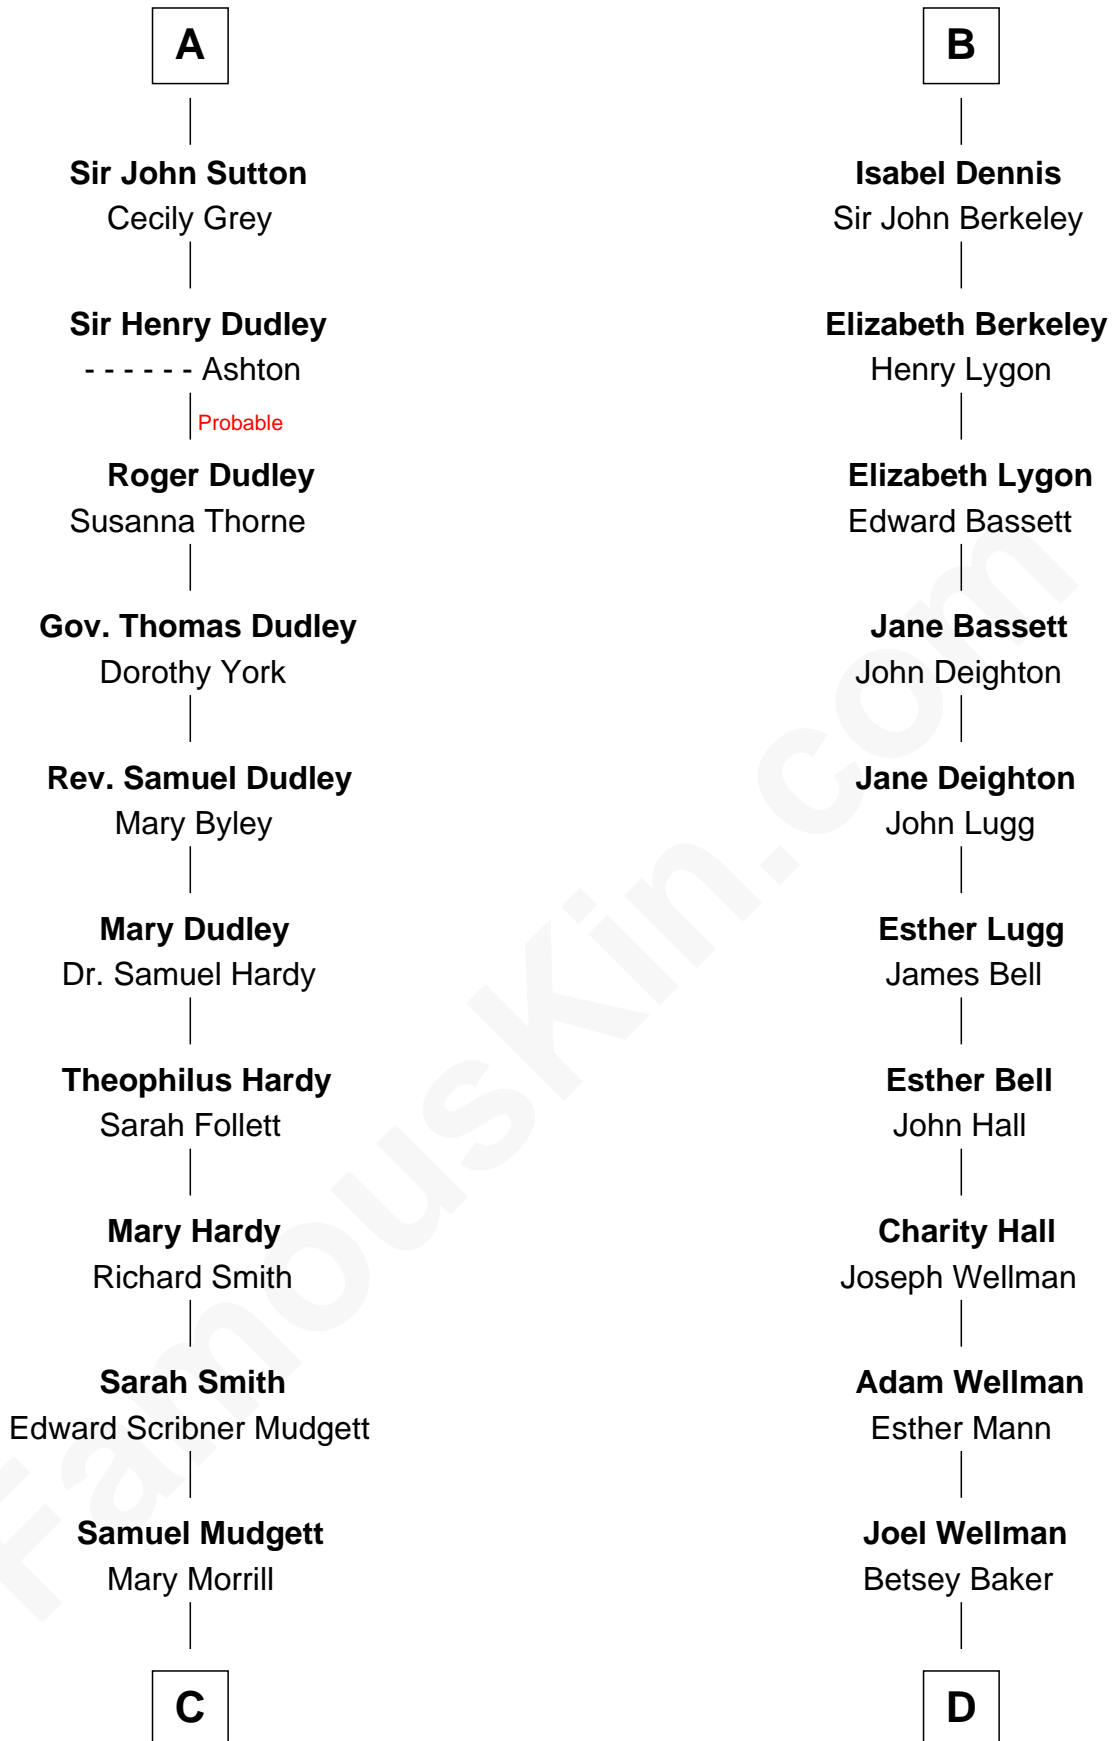 A
Sir John Sutton
Cecily Grey
Sir Henry Dudley
- - - - - - Ashton
Probable
Roger Dudley
Susanna Thorne
Gov. Thomas Dudley
Dorothy York
Rev. Samuel Dudley
Mary Byley
Mary Dudley
Dr. Samuel Hardy
Theophilus Hardy
Sarah Follett
Mary Hardy
Richard Smith
Sarah Smith
Edward Scribner Mudgett
Samuel Mudgett
Mary Morrill
C
B
Isabel Dennis
Sir John Berkeley
Elizabeth Berkeley
Henry Lygon
Elizabeth Lygon
Edward Bassett
Jane Bassett
John Deighton
Jane Deighton
John Lugg
Esther Lugg
James Bell
Esther Bell
John Hall
Charity Hall
Joseph Wellman
Adam Wellman
Esther Mann
Joel Wellman
Betsey Baker
D
FamousKin.com